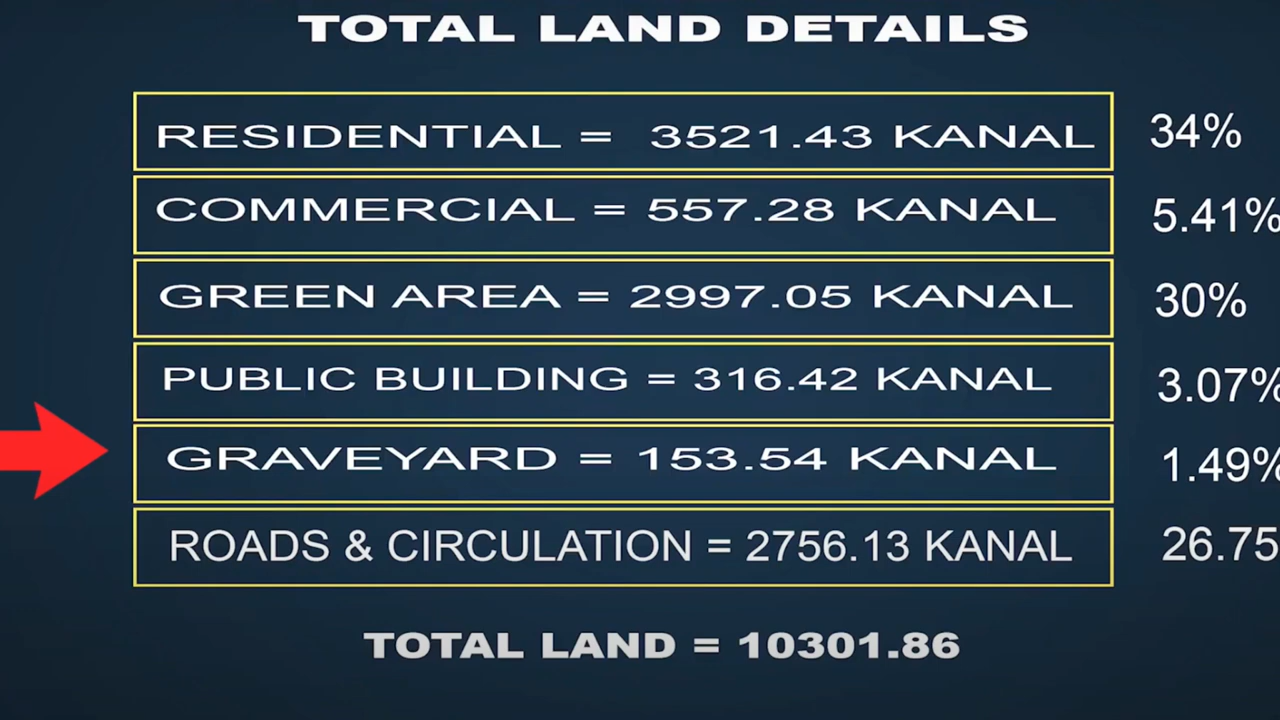 TOTAL LAND DETAILS
RESIDENTIAL = 3521.43 KANAL 34%
COMMERCIAL = 557.28 KANAL 5.41%
GREEN AREA = 2997.05 KANAL 30%
PUBLIC BUILDING = 316.42 KANAL 3.07%
GRAVEYARD = 153.54 KANAL 1.49%
ROADS & CIRCULATION = 2756.13 KANAL 26.75
TOTAL LAND = 10301.86